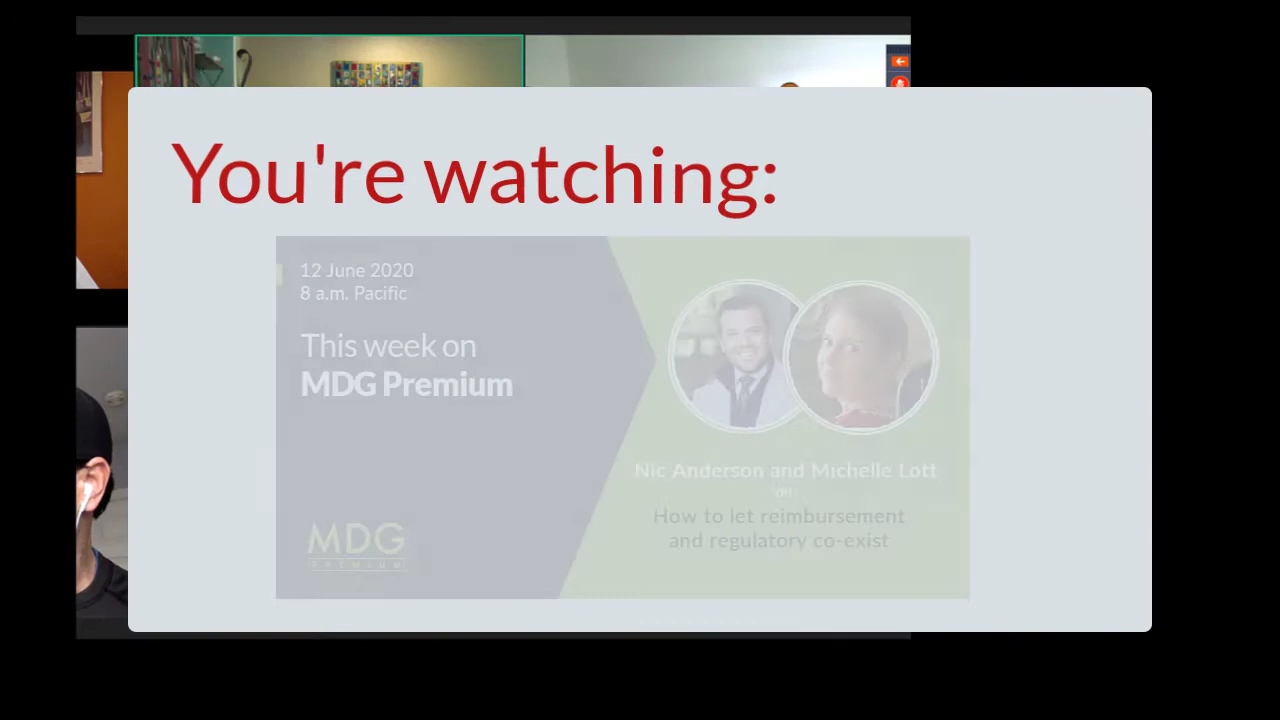 You're watching:
12 June 2020
8 a.m. Pacific
This week on
MDG Premium
Nic Anderson and Michelle Lott
on
How to let reimbursement
and regulatory co-exist
MDG
PREMIUM